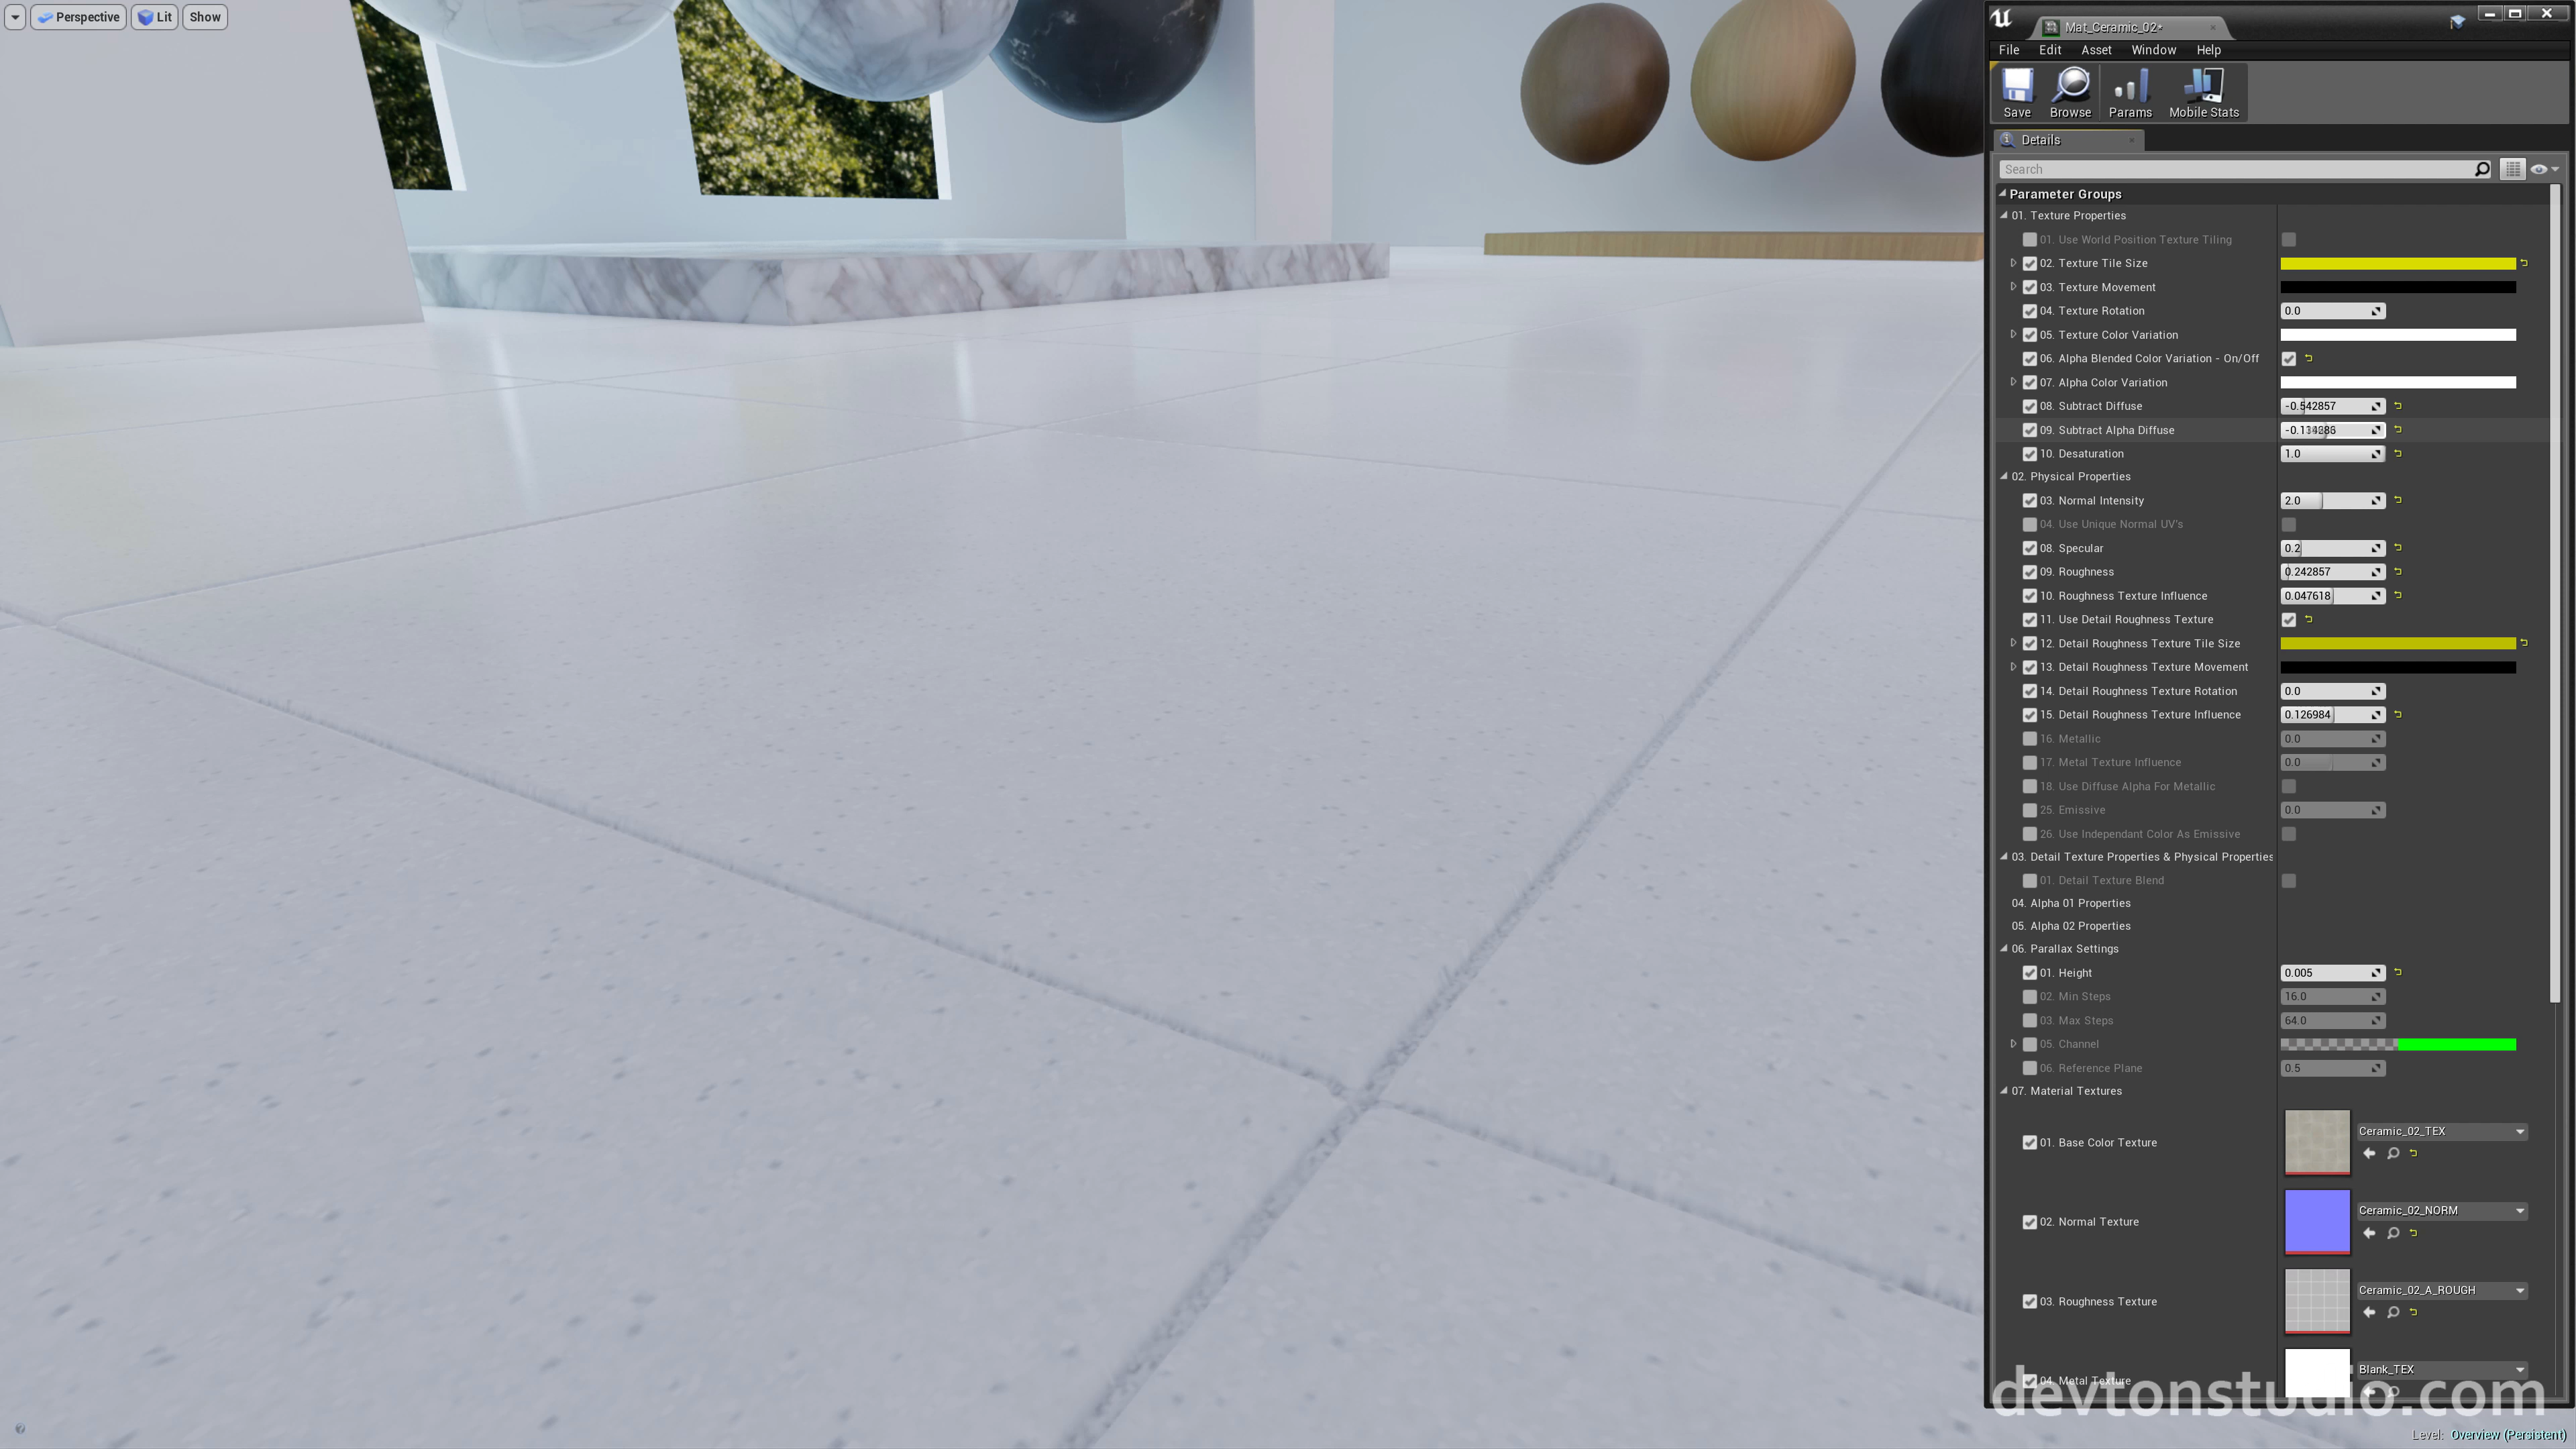 Perspective Lit Show
Mat_Ceramic_02*
File Edit Asset Window Help
Save Browse Params Mobile Stats
Details
Search
Parameter Groups
01. Texture Properties
01. Use World Position Texture Tiling
02. Texture Tile Size
03. Texture Movement
04. Texture Rotation 0.0
05. Texture Color Variation
06. Alpha Blended Color Variation - On/Off
07. Alpha Color Variation
08. Subtract Diffuse -0.542857
09. Subtract Alpha Diffuse
10. Desaturation 1.0
02. Physical Properties
03. Normal Intensity 2.0
04. Use Unique Normal UV's
08. Specular 0.2
09. Roughness 0.242857
10. Roughness Texture Influence 0.047618
11. Use Detail Roughness Texture
12. Detail Roughness Texture Tile Size
13. Detail Roughness Texture Movement
14. Detail Roughness Texture Rotation 0.0
15. Detail Roughness Texture Influence 0.126984
16. Metallic 0.0
17. Metal Texture Influence 0.0
18. Use Diffuse Alpha For Metallic
25. Emissive 0.0
26. Use Independant Color As Emissive
03. Detail Texture Properties & Physical Properties
01. Detail Texture Blend
04. Alpha 01 Properties
05. Alpha 02 Properties
06. Parallax Settings
01. Height 0.005
02. Min Steps 16.0
03. Max Steps 64.0
05. Channel
06. Reference Plane 0.5
07. Material Textures
01. Base Color Texture Ceramic_02_TEX
02. Normal Texture Ceramic_02_NORM
03. Roughness Texture Ceramic_02_A_ROUGH
04. Metal Texture Blank_TEX
devtonstudio.com
Level: Overview (Persistent)